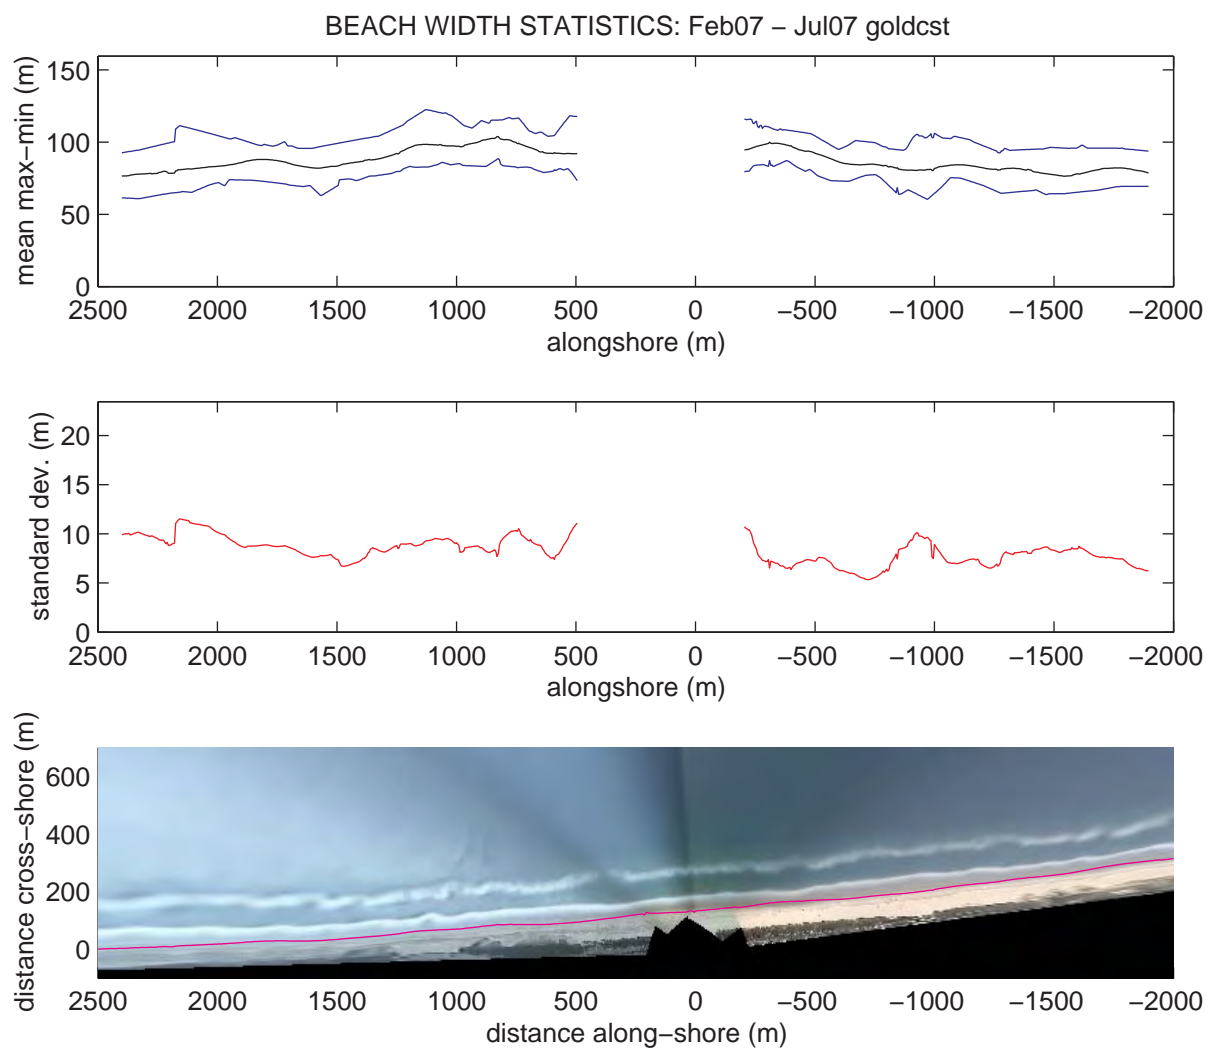 BEACH WIDTH STATISTICS: Feb07 − Jul07 goldcst
mean max−min (m)
150
100
50
0
2500 2000 1500 1000 500 0 −500 −1000 −1500 −2000
alongshore (m)
standard dev. (m)
20
15
10
5
0
2500 2000 1500 1000 500 0 −500 −1000 −1500 −2000
alongshore (m)
distance cross−shore (m)
600
400
200
0
2500 2000 1500 1000 500 0 −500 −1000 −1500 −2000
distance along−shore (m)